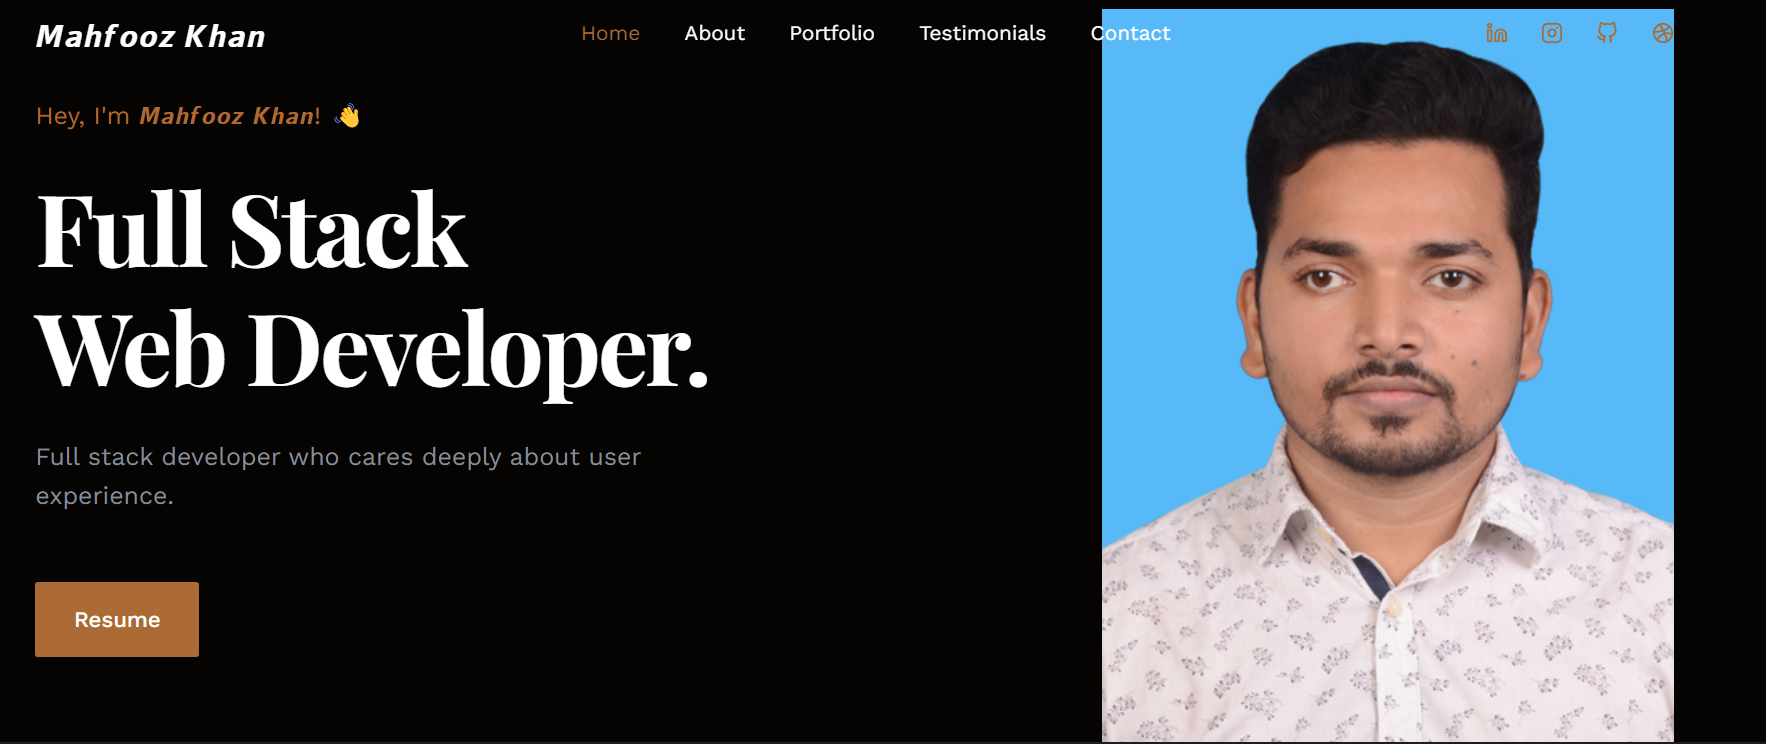 Mahfooz Khan
Home About Portfolio Testimonials Contact
Hey, I'm Mahfooz Khan! 👋
Full Stack
Web Developer.
Full stack developer who cares deeply about user
experience.
Resume